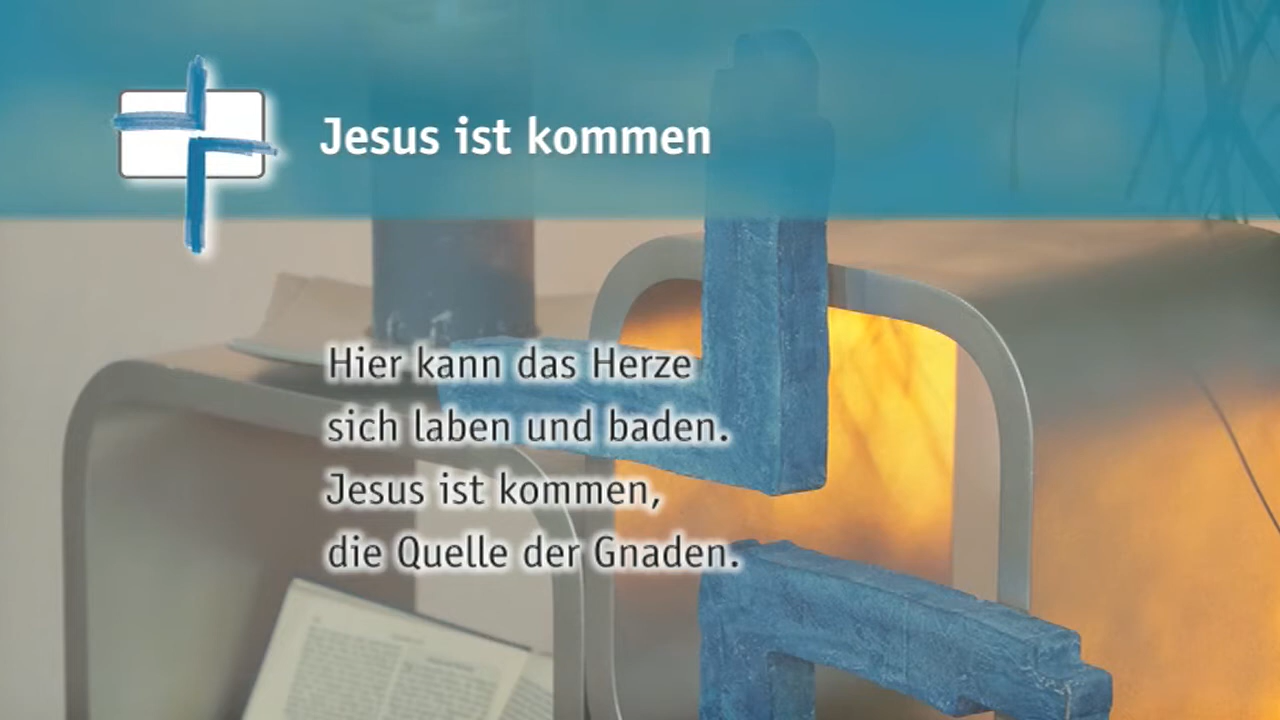 Jesus ist kommen
Hier kann das Herze
sich laben und baden.
Jesus ist kommen,
die Quelle der Gnaden.